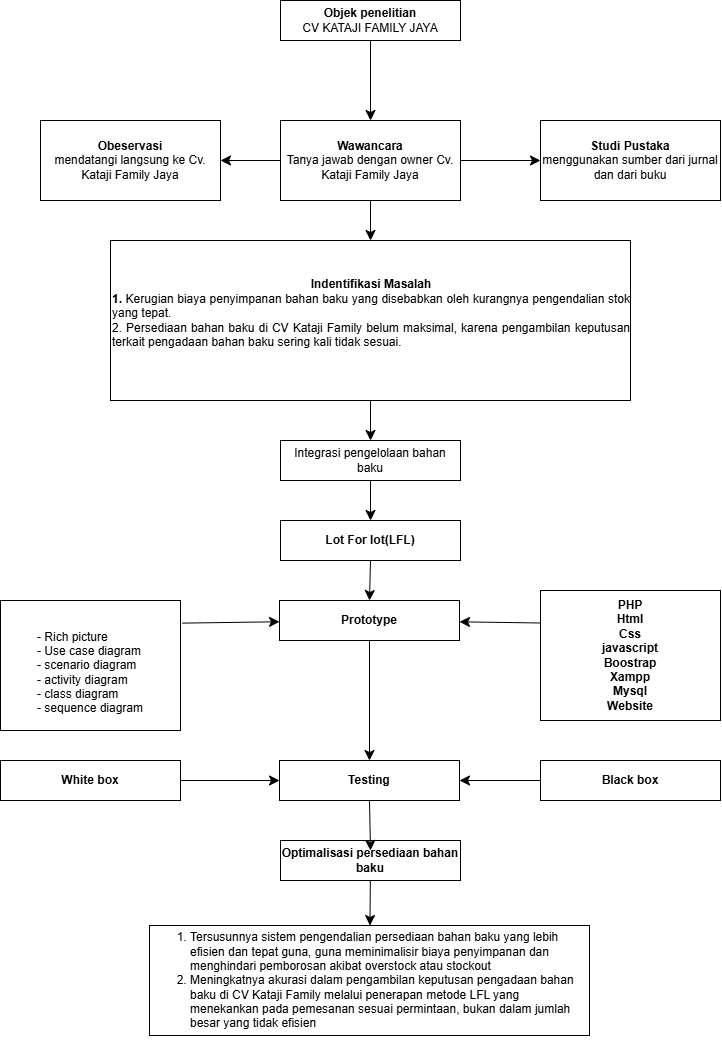 Objek penelitian
CV KATAJI FAMILY JAYA
Obeservasi
mendatangi langsung ke Cv.
Kataji Family Jaya
Wawancara
Tanya jawab dengan owner Cv.
Kataji Family Jaya
Studi Pustaka
menggunakan sumber dari jurnal
dan dari buku
Indentifikasi Masalah
1. Kerugian biaya penyimpanan bahan baku yang disebabkan oleh kurangnya pengendalian stok
yang tepat.
2. Persediaan bahan baku di CV Kataji Family belum maksimal, karena pengambilan keputusan
terkait pengadaan bahan baku sering kali tidak sesuai.
Integrasi pengelolaan bahan
baku
Lot For lot(LFL)
- Rich picture
- Use case diagram
- scenario diagram
- activity diagram
- class diagram
- sequence diagram
Prototype
PHP
Html
Css
javascript
Boostrap
Xampp
Mysql
Website
White box
Testing
Black box
Optimalisasi persediaan bahan
baku
1. Tersusunnya sistem pengendalian persediaan bahan baku yang lebih
efisien dan tepat guna, guna meminimalisir biaya penyimpanan dan
menghindari pemborosan akibat overstock atau stockout
2. Meningkatnya akurasi dalam pengambilan keputusan pengadaan bahan
baku di CV Kataji Family melalui penerapan metode LFL yang
menekankan pada pemesanan sesuai permintaan, bukan dalam jumlah
besar yang tidak efisien